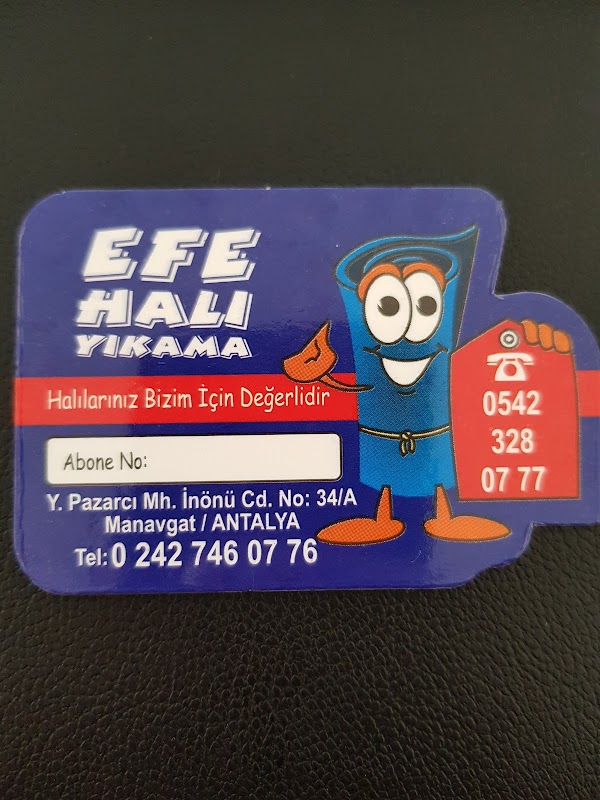 EFE
HALI
YIKAMA
Halılarınız Bizim İçin Değerlidir
Abone No:
Y. Pazarcı Mh. İnönü Cd. No: 34/A
Manavgat / ANTALYA
Tel: 0 242 746 07 76
0542
328
07 77